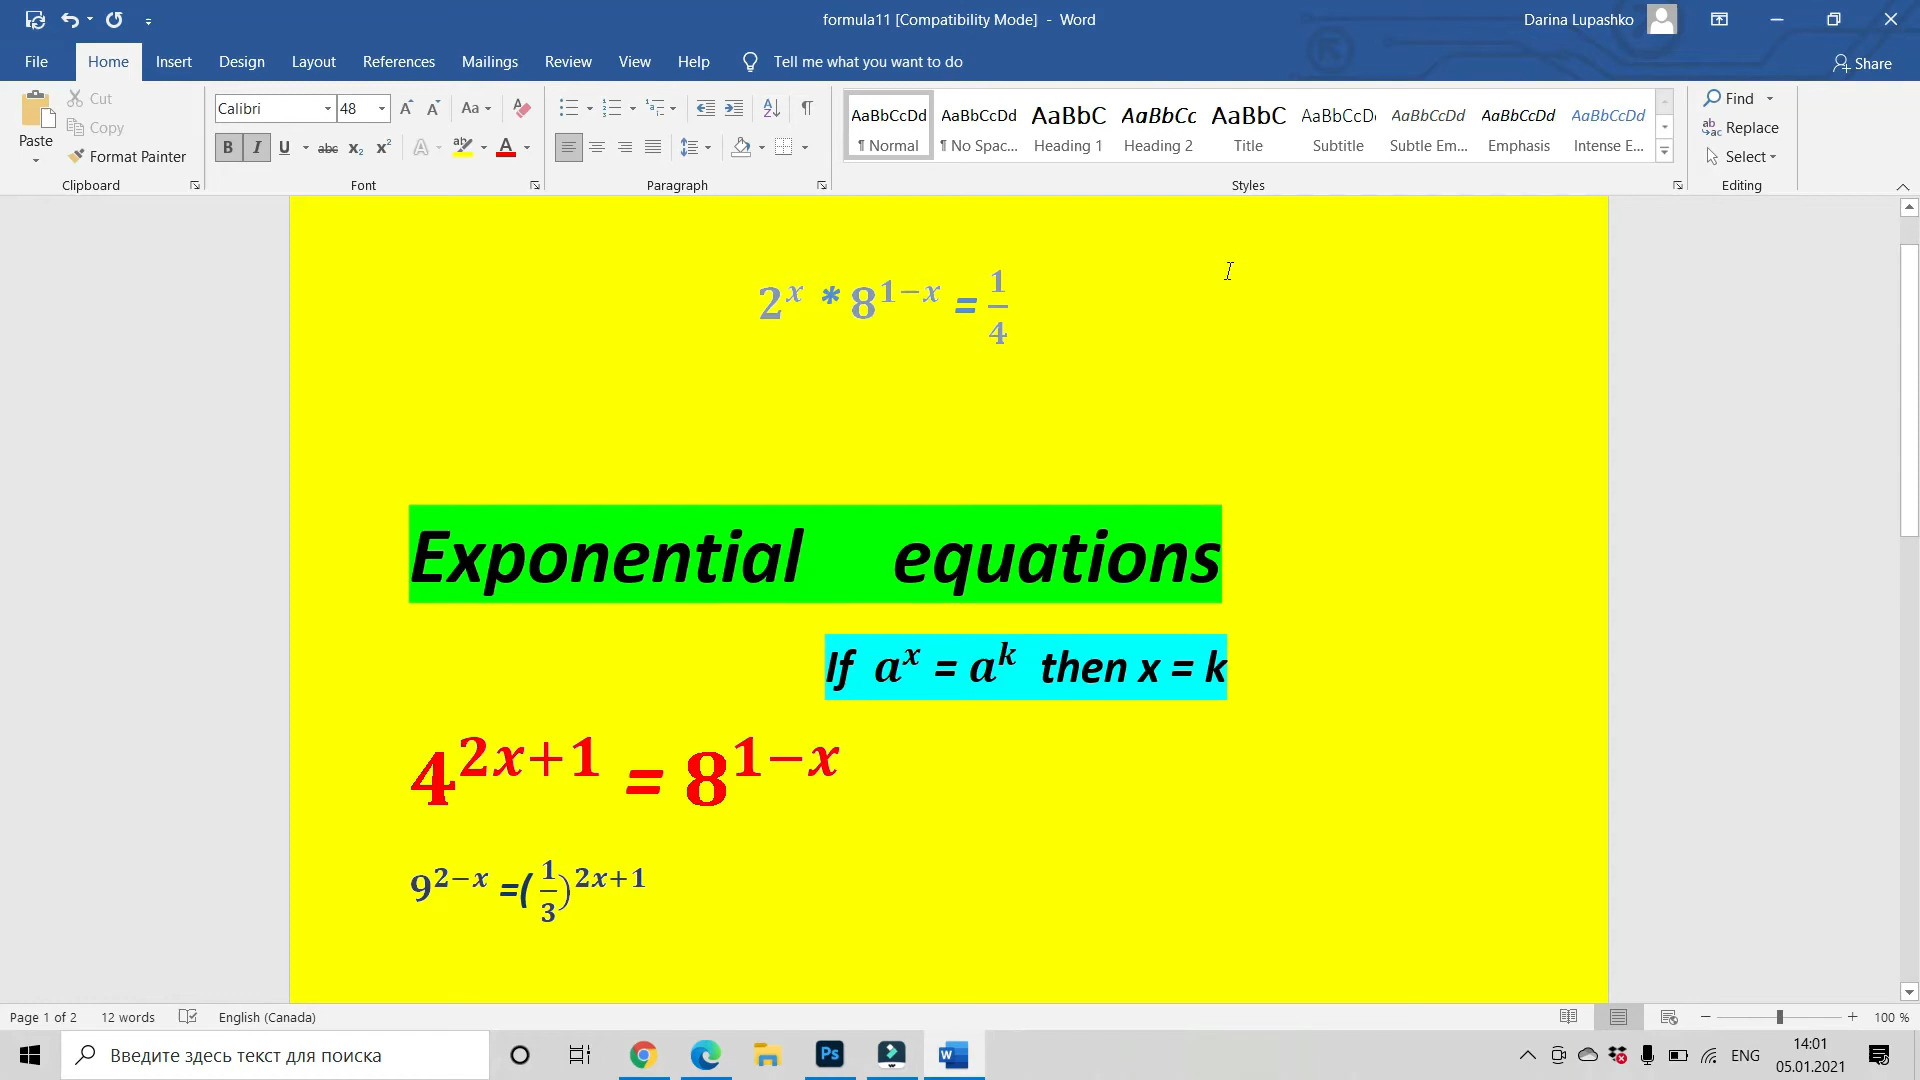 formula11 [Compatibility Mode] - Word
Darina Lupashko
File Home Insert Design Layout References Mailings Review View Help Tell me what you want to do
Share
Paste
Cut
Copy
Format Painter
Clipboard
Calibri 48
Font
Paragraph
AaBbCcDd AaBbCcDd AaBbC AaBbCc AaBbC AaBbCcD AaBbCcDd AaBbCcDd AaBbCcDd
¶ Normal ¶ No Spac... Heading 1 Heading 2 Title Subtitle Subtle Em... Emphasis Intense E...
Styles
Find
Replace
Select
Editing
2^x * 8^(1−x) = 1/4
Exponential equations
If a^x = a^k then x = k
4^(2x+1) = 8^(1−x)
9^(2−x) =(1/3)^(2x+1)
Page 1 of 2 12 words English (Canada)
100 %
Введите здесь текст для поиска
Ps
ENG
14:01
05.01.2021